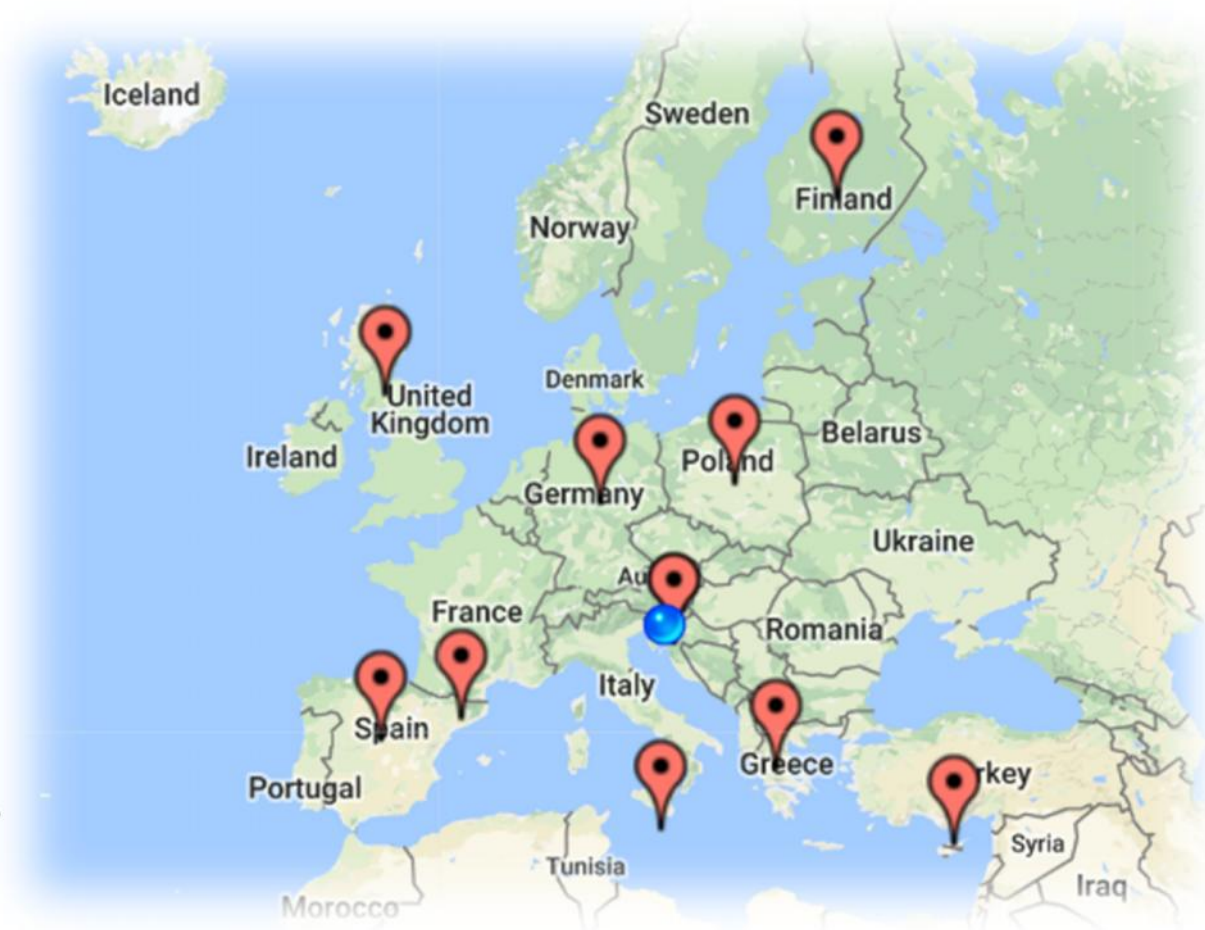 Iceland
Sweden
Finland
Norway
United
Kingdom
Denmark
Ireland
Belarus
Poland
Germany
Ukraine
Au
France
Romania
Italy
Spain
Greece
rkey
Portugal
Syria
Tunisia
Iraq
Morocco